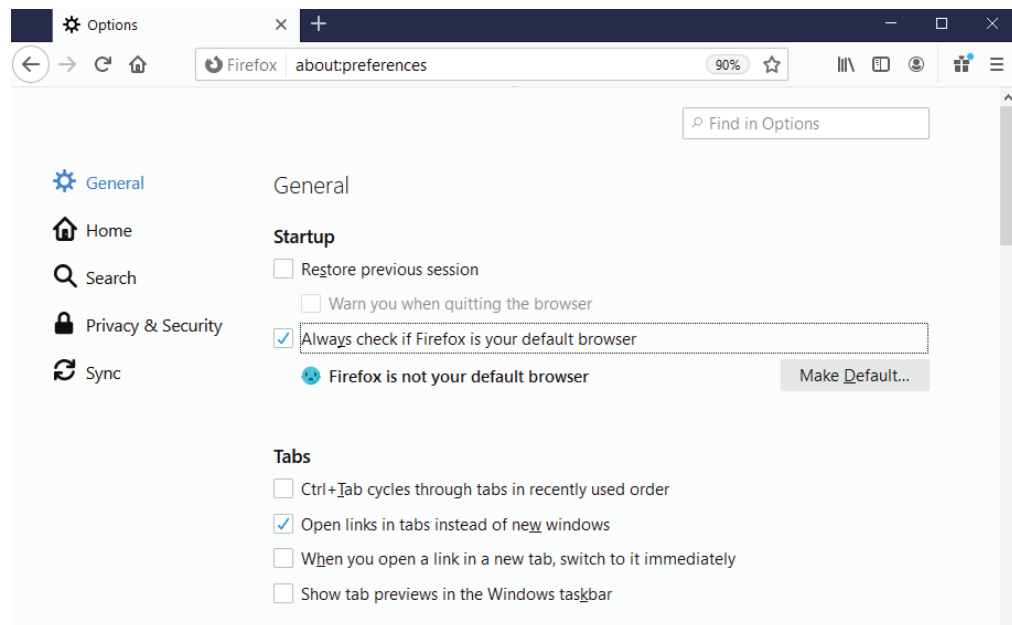 Options
Firefox about:preferences 90%
Find in Options
General
Home
Search
Privacy & Security
Sync
General
Startup
Restore previous session
Warn you when quitting the browser
Always check if Firefox is your default browser
Firefox is not your default browser
Make Default...
Tabs
Ctrl+Tab cycles through tabs in recently used order
Open links in tabs instead of new windows
When you open a link in a new tab, switch to it immediately
Show tab previews in the Windows taskbar